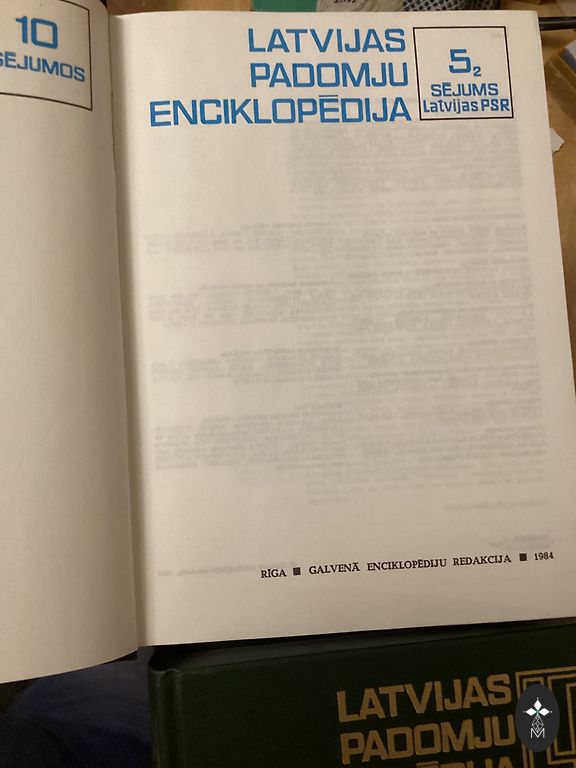 10
SĒJUMOS
LATVIJAS
PADOMJU
ENCIKLOPĒDIJA
5₂
SĒJUMS
Latvijas PSR
RĪGA ■ GALVENĀ ENCIKLOPĒDIJU REDAKCIJA ■ 1984
LATVIJAS
PADOMJU